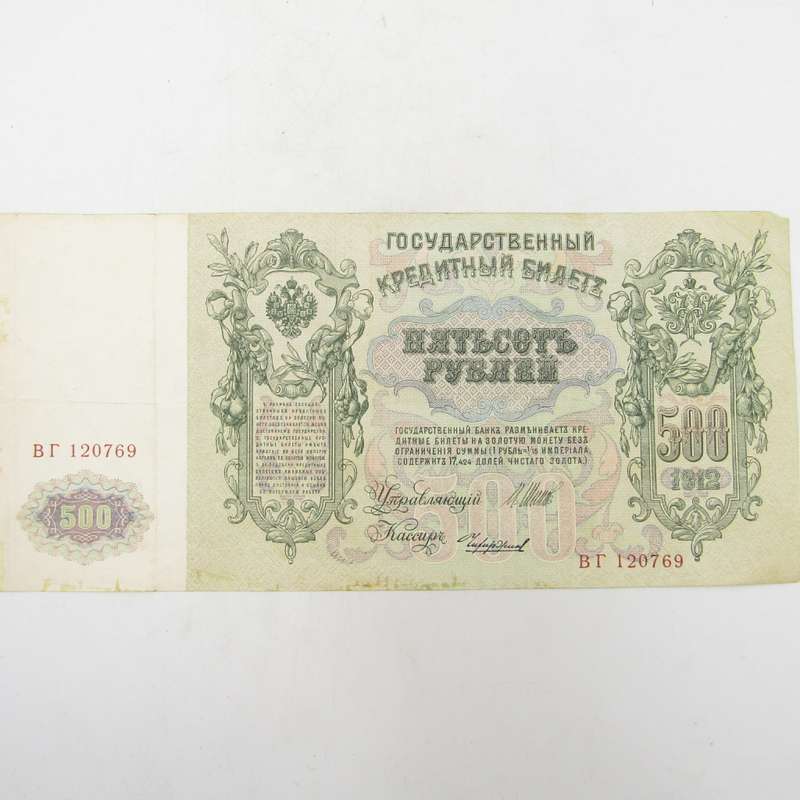 ГОСУДАРСТВЕННЫЙ
КРЕДИТНЫЙ БИЛЕТЪ
ПЯТЬСОТЪ
РУБЛЕЙ
ГОСУДАРСТВЕННЫЙ БАНКЪ РАЗМѢНИВАЕТЪ КРЕ-
ДИТНЫЕ БИЛЕТЫ НА ЗОЛОТУЮ МОНЕТУ БЕЗЪ
ОГРАНИЧЕНІЯ СУММЫ (1 РУБЛЬ=1/15 ИМПЕРІАЛА,
СОДЕРЖИТЪ 17,424 ДОЛЕЙ ЧИСТАГО ЗОЛОТА).
Управляющій
Кассиръ
500
500
1912
ВГ 120769
500
ВГ 120769